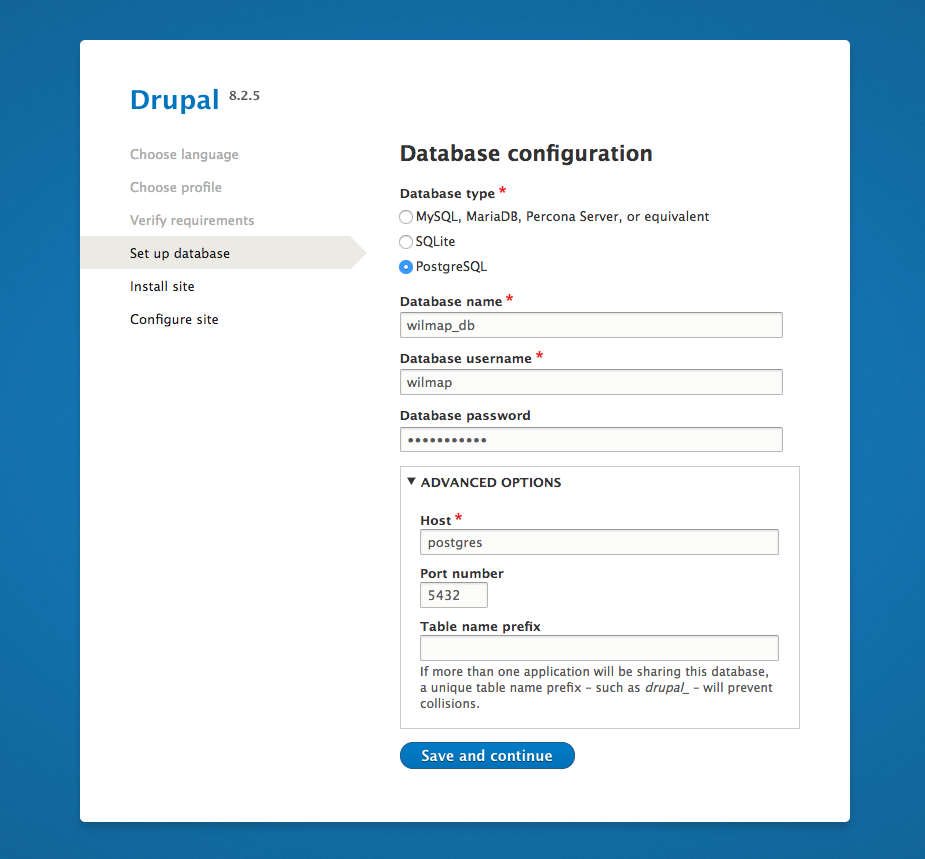 Drupal 8.2.5
Choose language
Choose profile
Verify requirements
Set up database
Install site
Configure site
Database configuration
Database type *
MySQL, MariaDB, Percona Server, or equivalent
SQLite
PostgreSQL
Database name *
wilmap_db
Database username *
wilmap
Database password
•••••••••••
▼ ADVANCED OPTIONS
Host *
postgres
Port number
5432
Table name prefix
If more than one application will be sharing this database,
a unique table name prefix – such as drupal_ – will prevent
collisions.
Save and continue